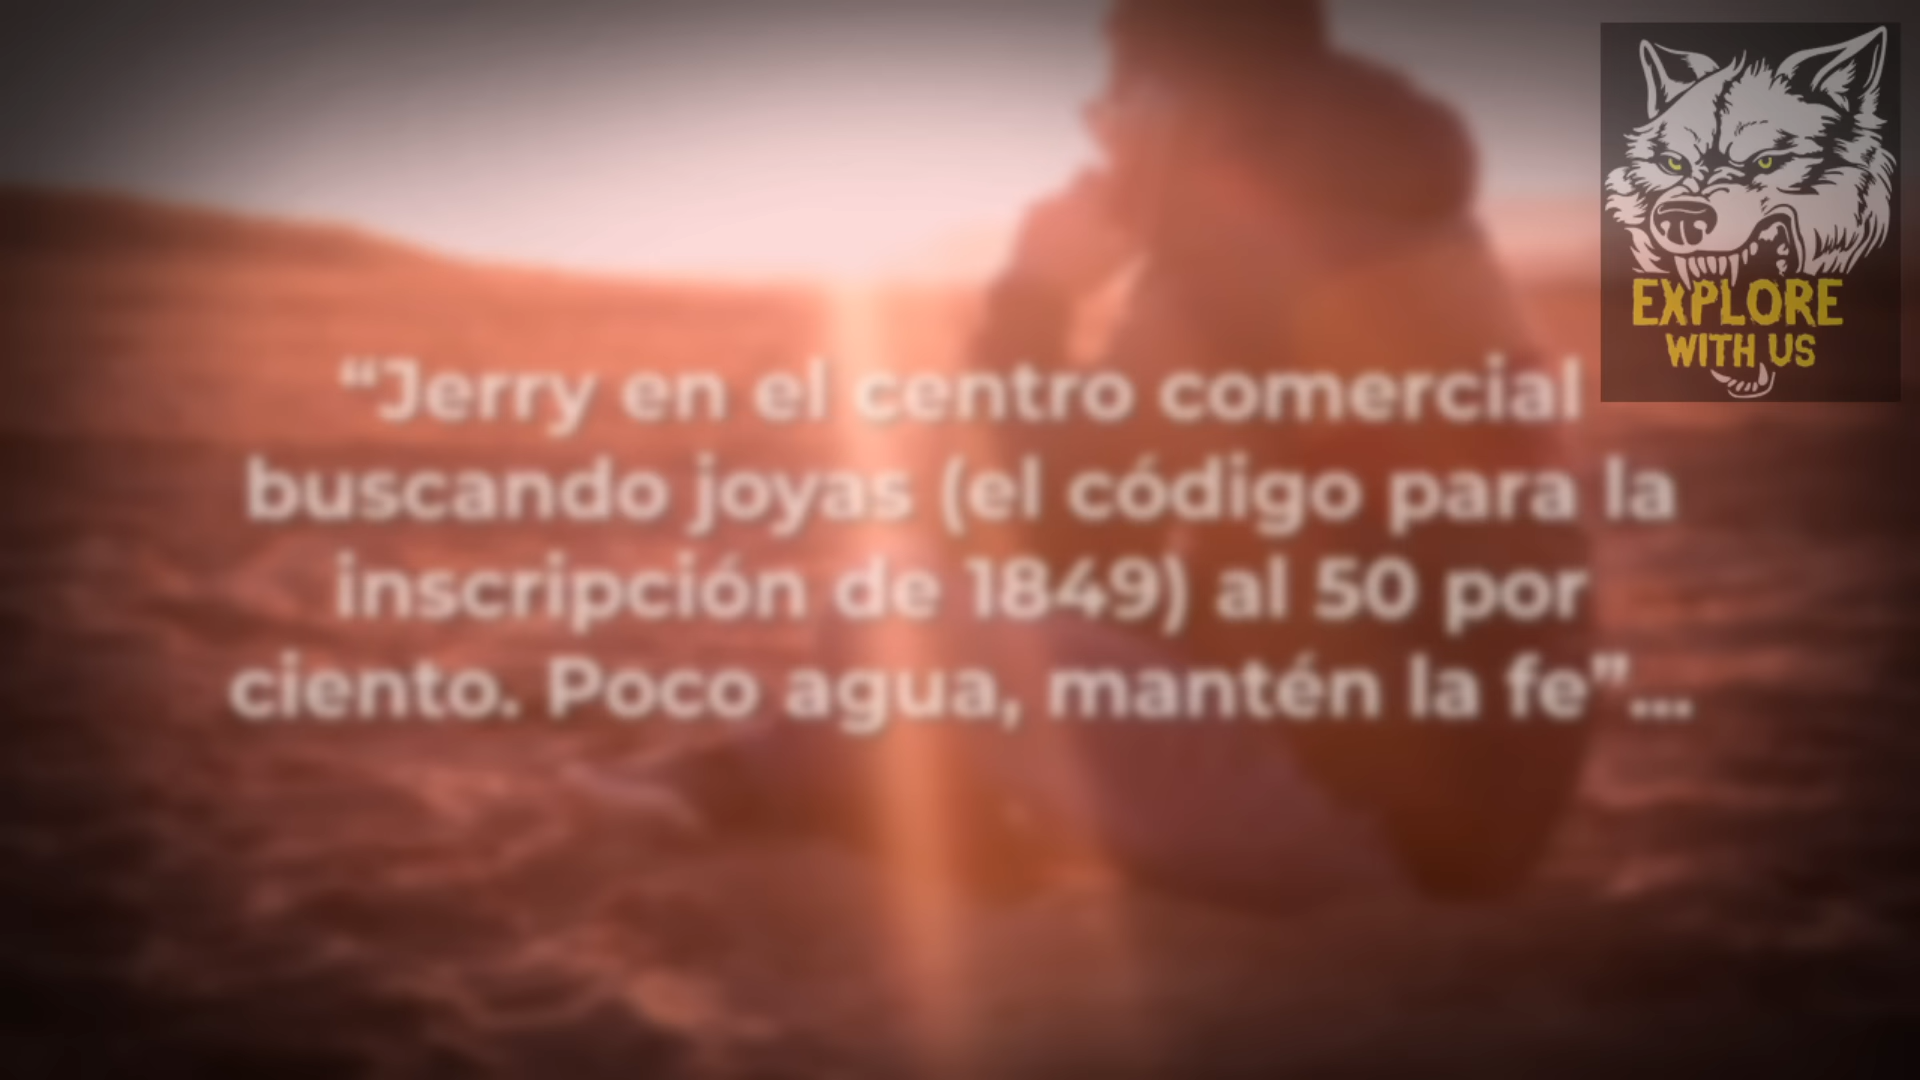 “Jerry en el centro comercial
buscando joyas (el código para la
inscripción de 1849) al 50 por
ciento. Poco agua, mantén la fe”...
EXPLORE
WITH US